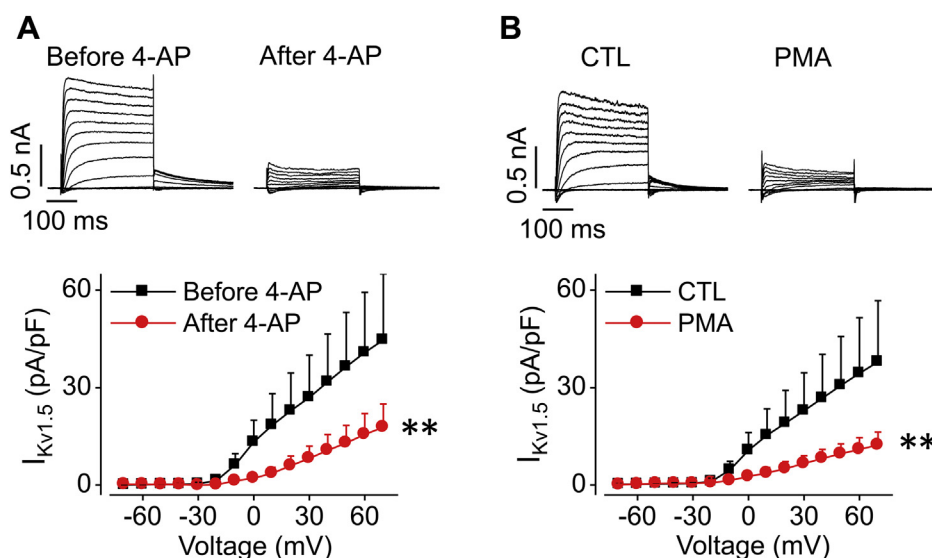 A
Before 4-AP After 4-AP
0.5 nA
100 ms
60
30
0
I_Kv1.5 (pA/pF)
Before 4-AP
After 4-AP
**
-60 -30 0 30 60
Voltage (mV)
B
CTL PMA
0.5 nA
100 ms
60
30
0
I_Kv1.5 (pA/pF)
CTL
PMA
**
-60 -30 0 30 60
Voltage (mV)